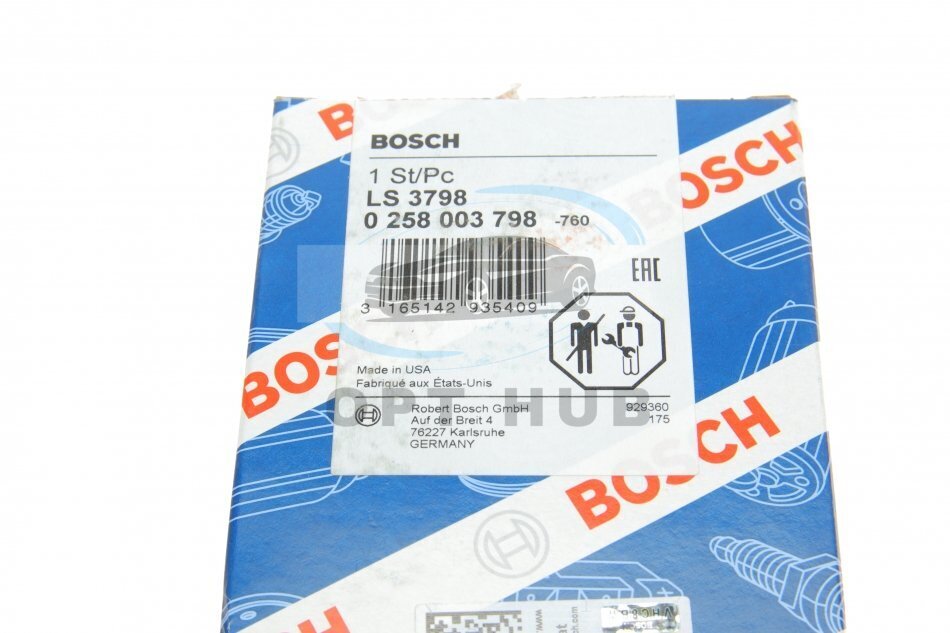 BOSCH
1 St/Pc
LS 3798
0 258 003 798 -760
EAC
3 165142 935409
Made in USA
Fabriqué aux États-Unis
OPT HUB
Robert Bosch GmbH
Auf der Breit 4
76227 Karlsruhe
GERMANY
929360
175
BOSCH
BOSCH